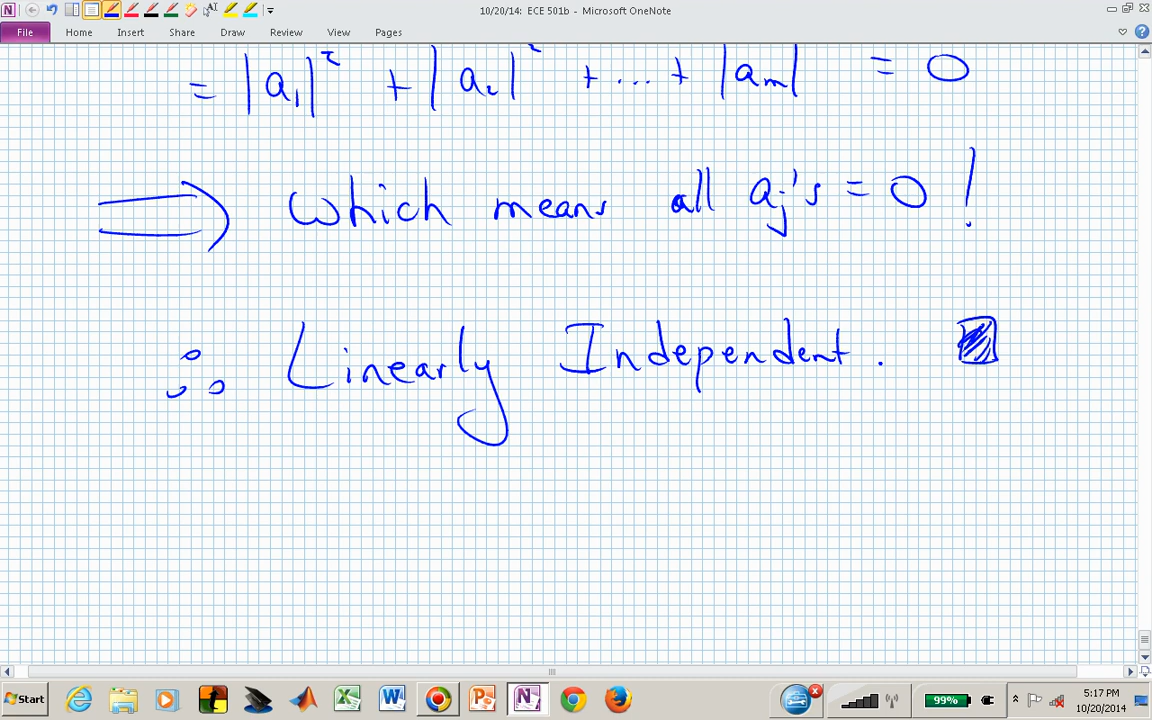 10/20/14: ECE 501b - Microsoft OneNote
File Home Insert Share Draw Review View Pages
= |a₁|² + |a₂|² + ... + |aₘ| = 0
⟹ which means all aⱼ's = 0 !
∴ Linearly Independent.
Start
99%
5:17 PM
10/20/2014